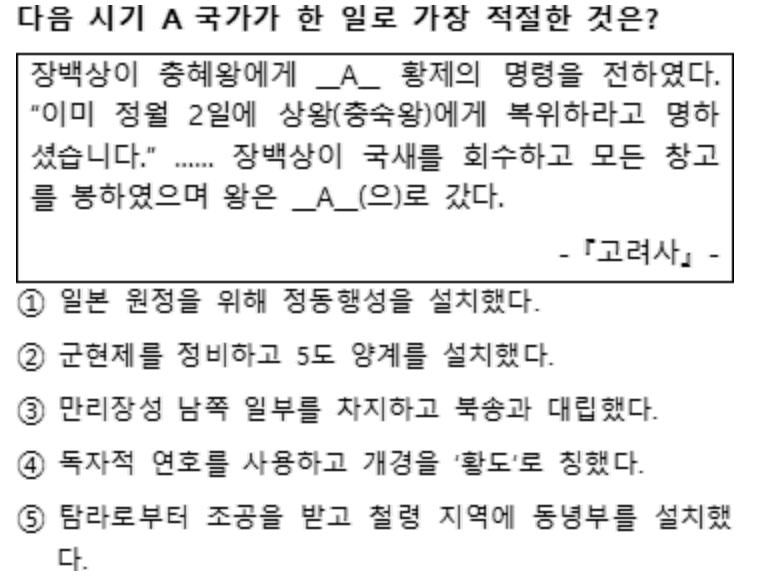 다음 시기 A 국가가 한 일로 가장 적절한 것은?
장백상이 충혜왕에게 __A__ 황제의 명령을 전하였다.
“이미 정월 2일에 상왕(충숙왕)에게 복위하라고 명하
셨습니다.” ...... 장백상이 국새를 회수하고 모든 창고
를 봉하였으며 왕은 __A__(으)로 갔다.
-『고려사』-
① 일본 원정을 위해 정동행성을 설치했다.
② 군현제를 정비하고 5도 양계를 설치했다.
③ 만리장성 남쪽 일부를 차지하고 북송과 대립했다.
④ 독자적 연호를 사용하고 개경을 ‘황도’로 칭했다.
⑤ 탐라로부터 조공을 받고 철령 지역에 동녕부를 설치했
다.